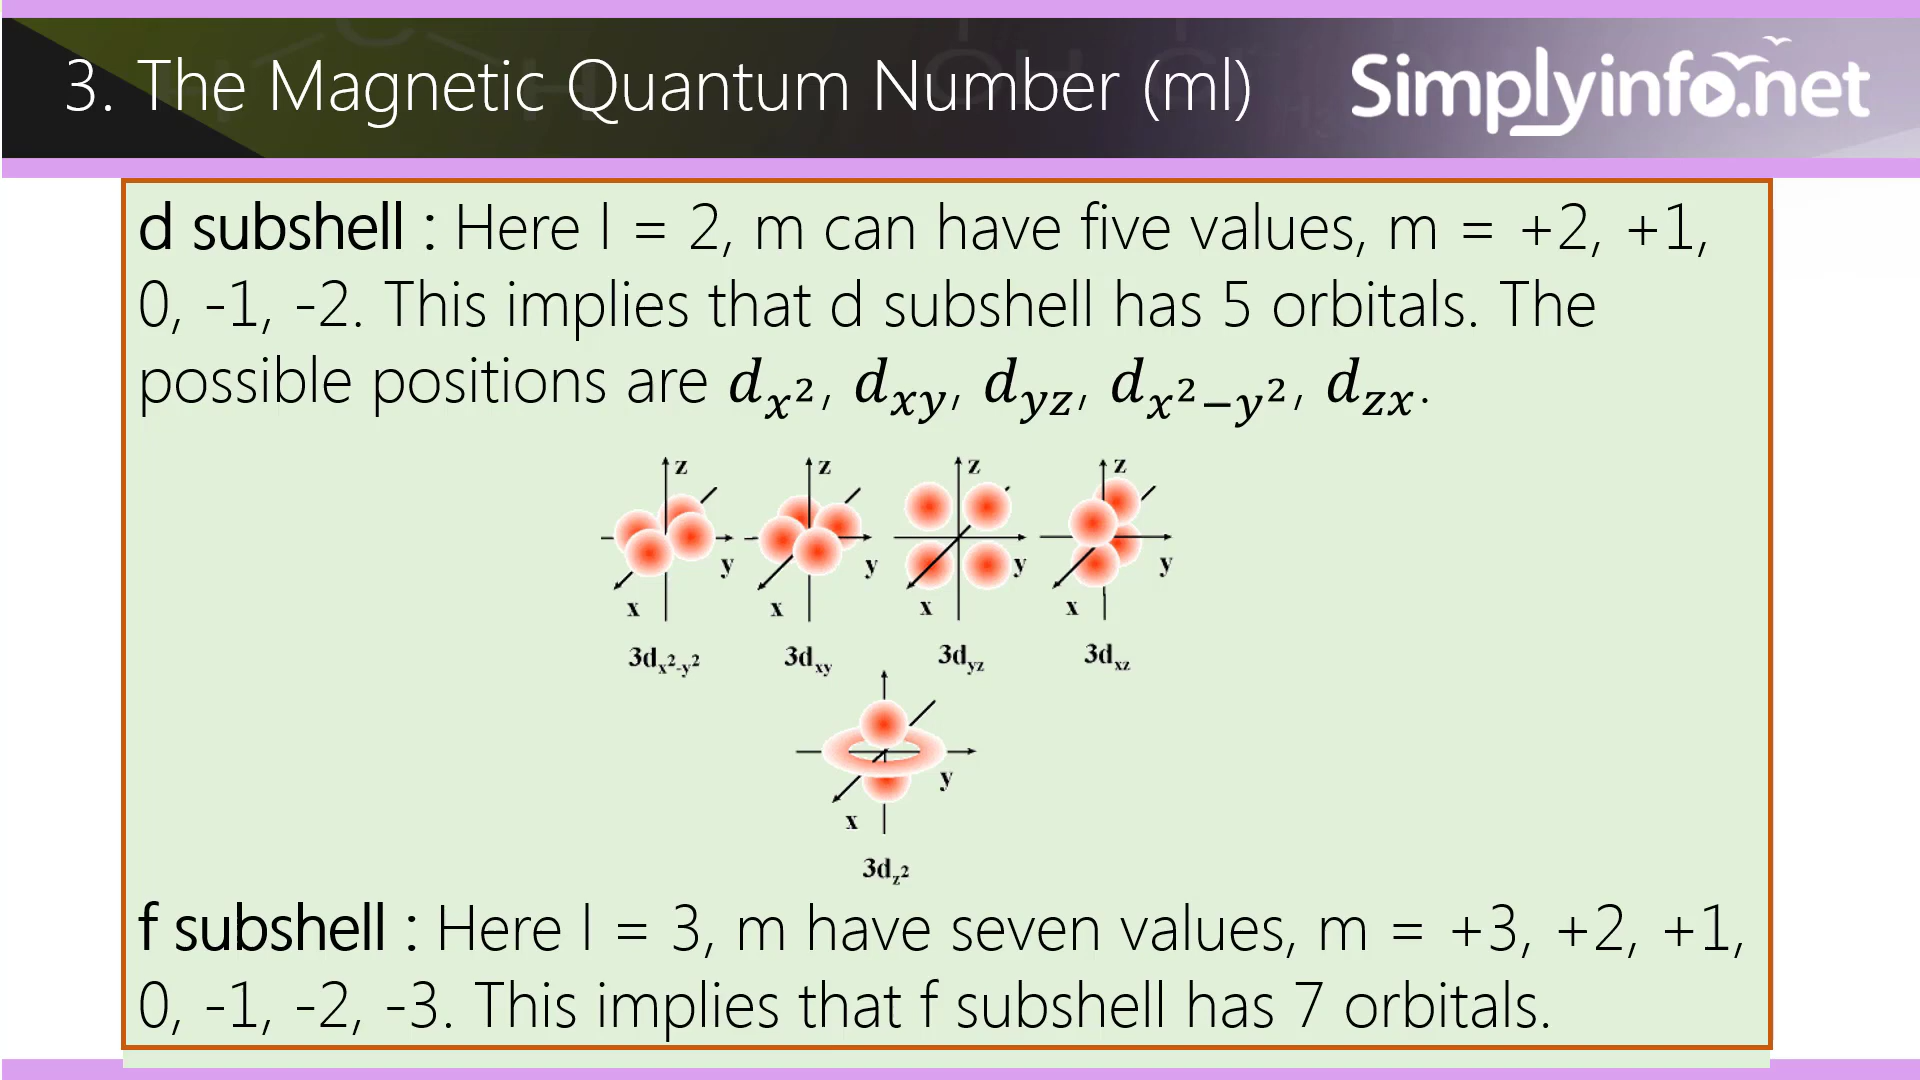 3. The Magnetic Quantum Number (ml)
Simplyinfo.net
d subshell : Here l = 2, m can have five values, m = +2, +1,
0, -1, -2. This implies that d subshell has 5 orbitals. The
possible positions are d_{x^2}, d_{xy}, d_{yz}, d_{x^2-y^2}, d_{zx}.
z z z z
y y y y
x x x x
3d_{x^2-y^2} 3d_{xy} 3d_{yz} 3d_{xz}
y
x
3d_{z^2}
f subshell : Here l = 3, m have seven values, m = +3, +2, +1,
0, -1, -2, -3. This implies that f subshell has 7 orbitals.